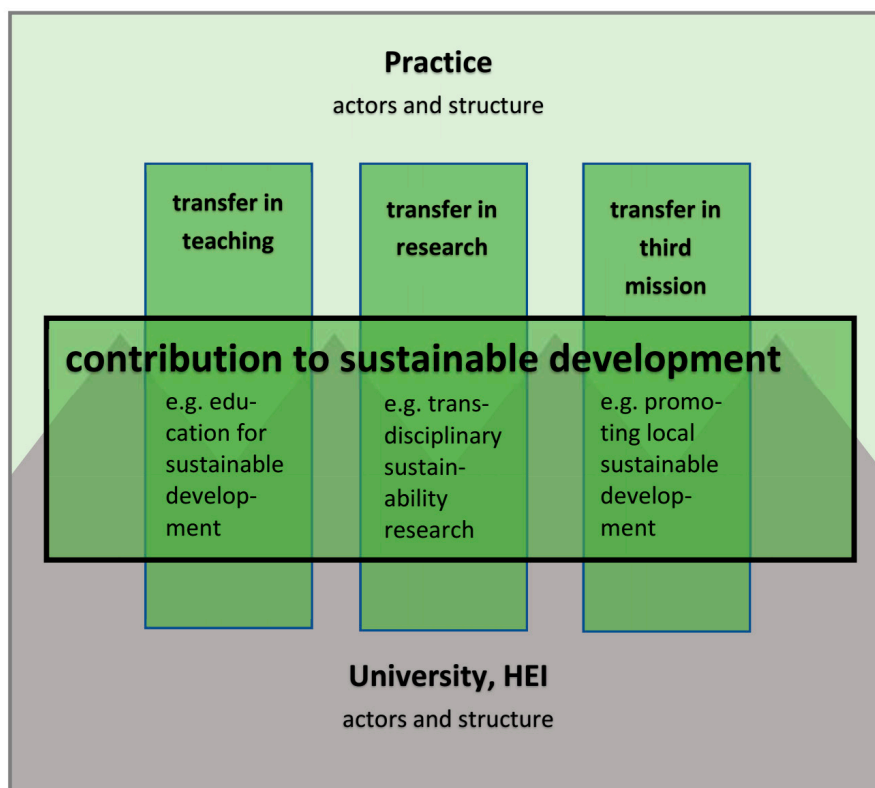 Practice
actors and structure
transfer in
teaching
transfer in
research
transfer in
third
mission
contribution to sustainable development
e.g. edu-
cation for
sustainable
develop-
ment
e.g. trans-
disciplinary
sustain-
ability
research
e.g. promo-
ting local
sustainable
develop-
ment
University, HEI
actors and structure